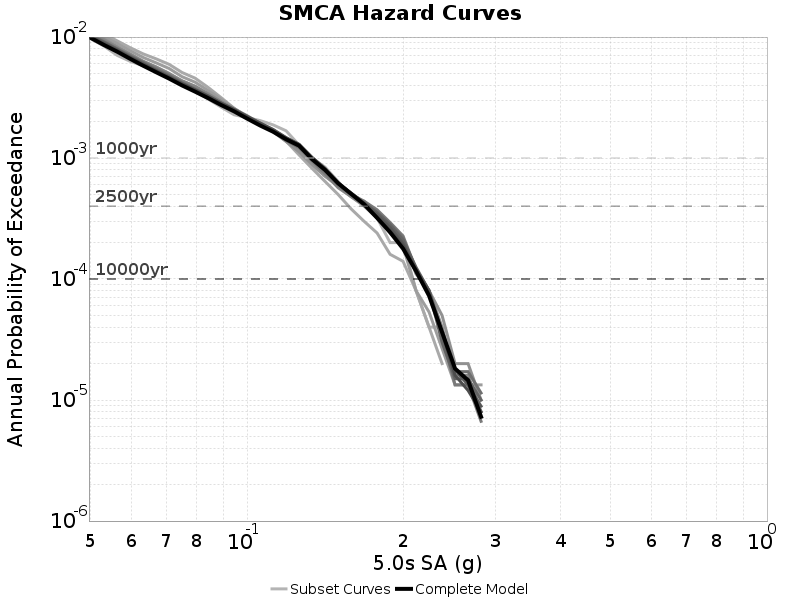 SMCA Hazard Curves
Annual Probability of Exceedance
10^-2
10^-3
10^-4
10^-5
10^-6
1000yr
2500yr
10000yr
5 6 7 8 10^-1 2 3 4 5 6 7 8 10^0
5.0s SA (g)
Subset Curves Complete Model